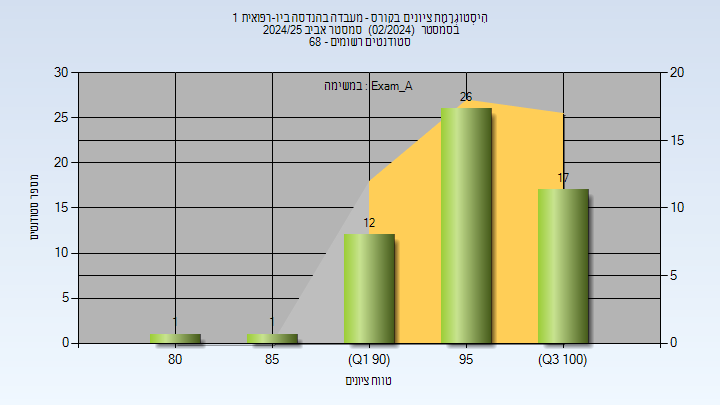 היסטוגרמת ציונים בקורס - מעבדה בהנדסה ביו-רפואית 1
בסמסטר (02/2024) סמסטר אביב 2024/25
סטודנטים רשומים - 68
במשימה : Exam_A
30
25
20
15
10
5
0
20
15
10
5
0
מספר סטודנטים
1
1
12
26
17
80
85
(Q1 90)
95
(Q3 100)
טווח ציונים